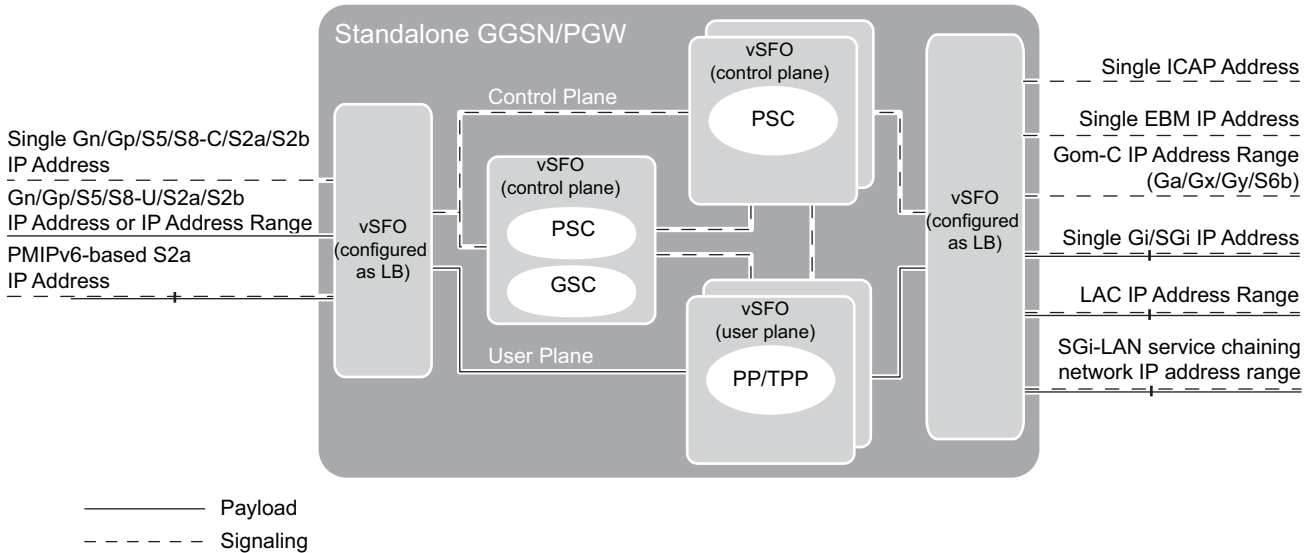 Standalone GGSN/PGW
Single Gn/Gp/S5/S8-C/S2a/S2b
IP Address
Gn/Gp/S5/S8-U/S2a/S2b
IP Address or IP Address Range
PMIPv6-based S2a
IP Address
vSFO
(configured
as LB)
Control Plane
vSFO
(control plane)
PSC
GSC
User Plane
vSFO
(control plane)
PSC
vSFO
(user plane)
PP/TPP
vSFO
(configured
as LB)
Single ICAP Address
Single EBM IP Address
Gom-C IP Address Range
(Ga/Gx/Gy/S6b)
Single Gi/SGi IP Address
LAC IP Address Range
SGi-LAN service chaining
network IP address range
Payload
Signaling